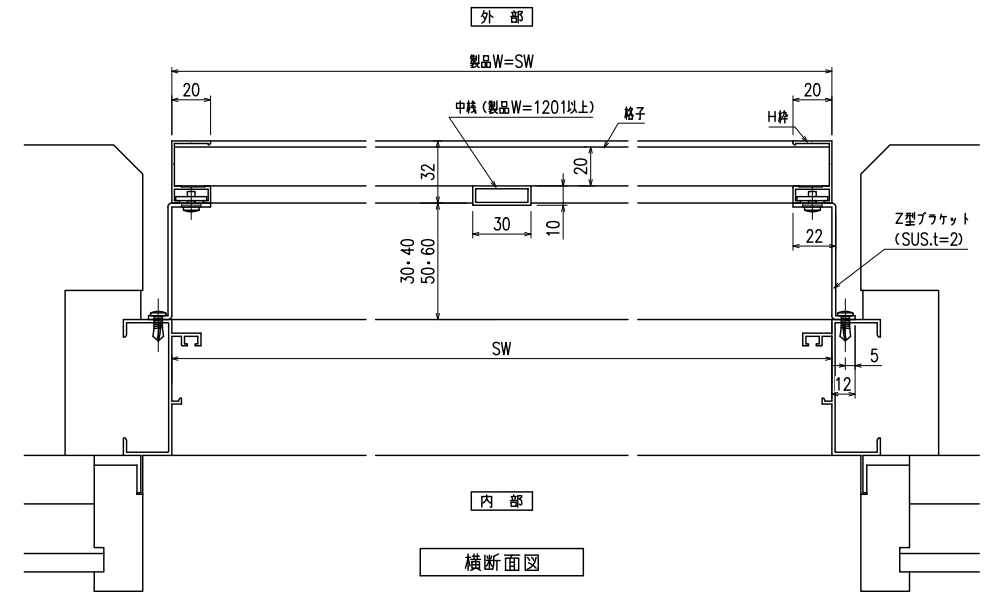 外 部
製品W=SW
20
20
中桟(製品W=1201以上)
格子
H枠
32
20
30
10
22
Z型ブラケット
(SUS.t=2)
30・40
50・60
SW
5
12
内 部
横断面図